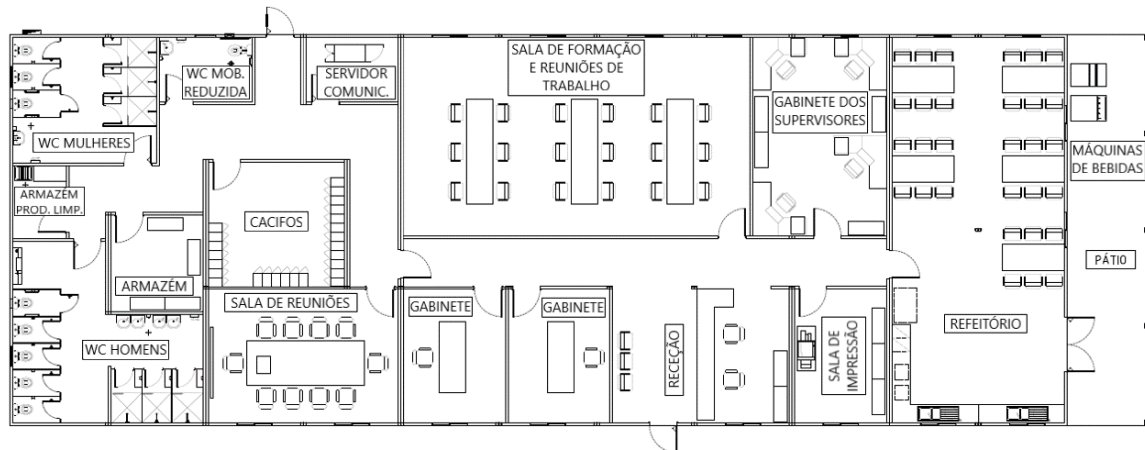 WC MULHERES
WC MOB.
REDUZIDA
SERVIDOR
COMUNIC.
SALA DE FORMAÇÃO
E REUNIÕES DE
TRABALHO
GABINETE DOS
SUPERVISORES
MÁQUINAS
DE BEBIDAS
ARMAZÉM
PROD. LIMP.
CACIFOS
ARMAZÉM
PÁTIO
SALA DE REUNIÕES
GABINETE
GABINETE
RECEÇÃO
SALA DE
IMPRESSÃO
REFEITÓRIO
WC HOMENS